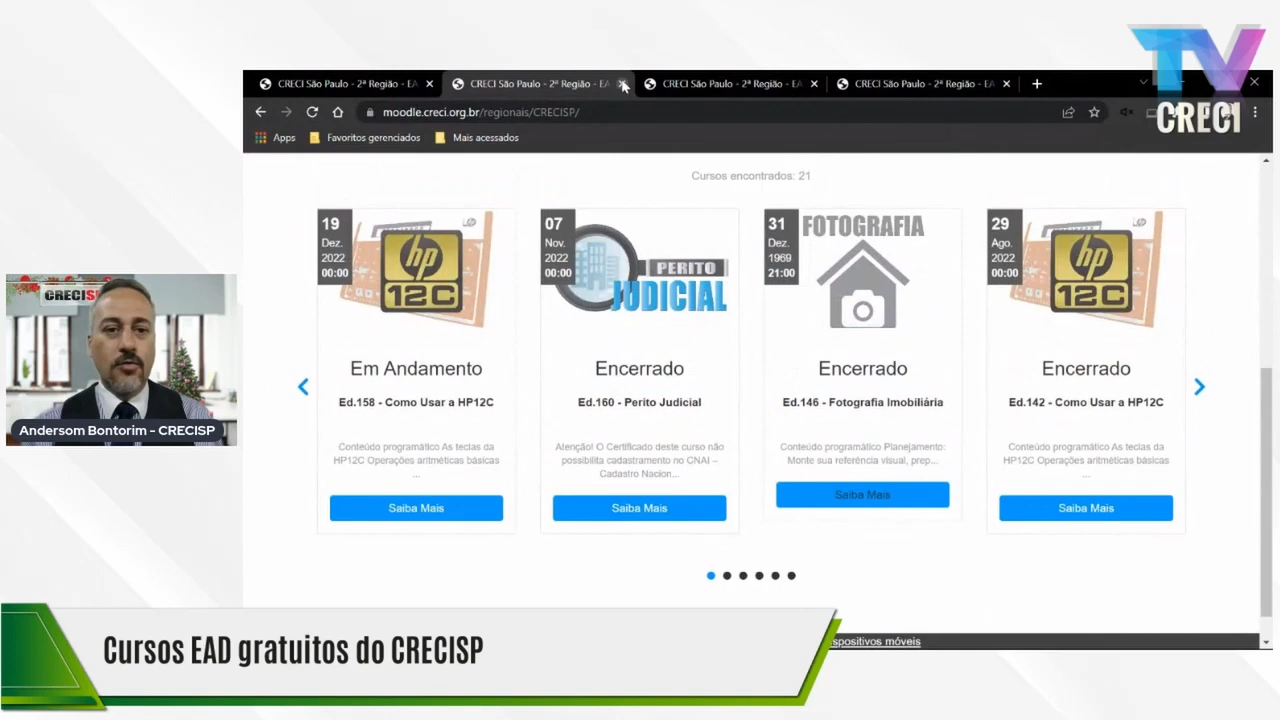 TV
CRECI
CRECI São Paulo - 2ª Região - EA
CRECI São Paulo - 2ª Região - EA
CRECI São Paulo - 2ª Região - EA
CRECI São Paulo - 2ª Região - EA
moodle.creci.org.br/regionais/CRECISP/
Apps
Favoritos gerenciados
Mais acessados
Cursos encontrados: 21
19
Dez.
2022
00:00
hp
12C
Em Andamento
Ed.158 - Como Usar a HP12C
Conteúdo programático As teclas da
HP12C Operações aritméticas básicas
...
Saiba Mais
07
Nov.
2022
00:00
PERITO
JUDICIAL
Encerrado
Ed.160 - Perito Judicial
Atenção! O Certificado deste curso não
possibilita cadastramento no CNAI –
Cadastro Nacion...
Saiba Mais
31
Dez.
1969
21:00
FOTOGRAFIA
Encerrado
Ed.146 - Fotografia Imobiliária
Conteúdo programático Planejamento:
Monte sua referência visual, prep...
Saiba Mais
29
Ago.
2022
00:00
hp
12C
Encerrado
Ed.142 - Como Usar a HP12C
Conteúdo programático As teclas da
HP12C Operações aritméticas básicas
...
Saiba Mais
CRECIS
Andersom Bontorim - CRECISP
spositivos móveis
Cursos EAD gratuitos do CRECISP